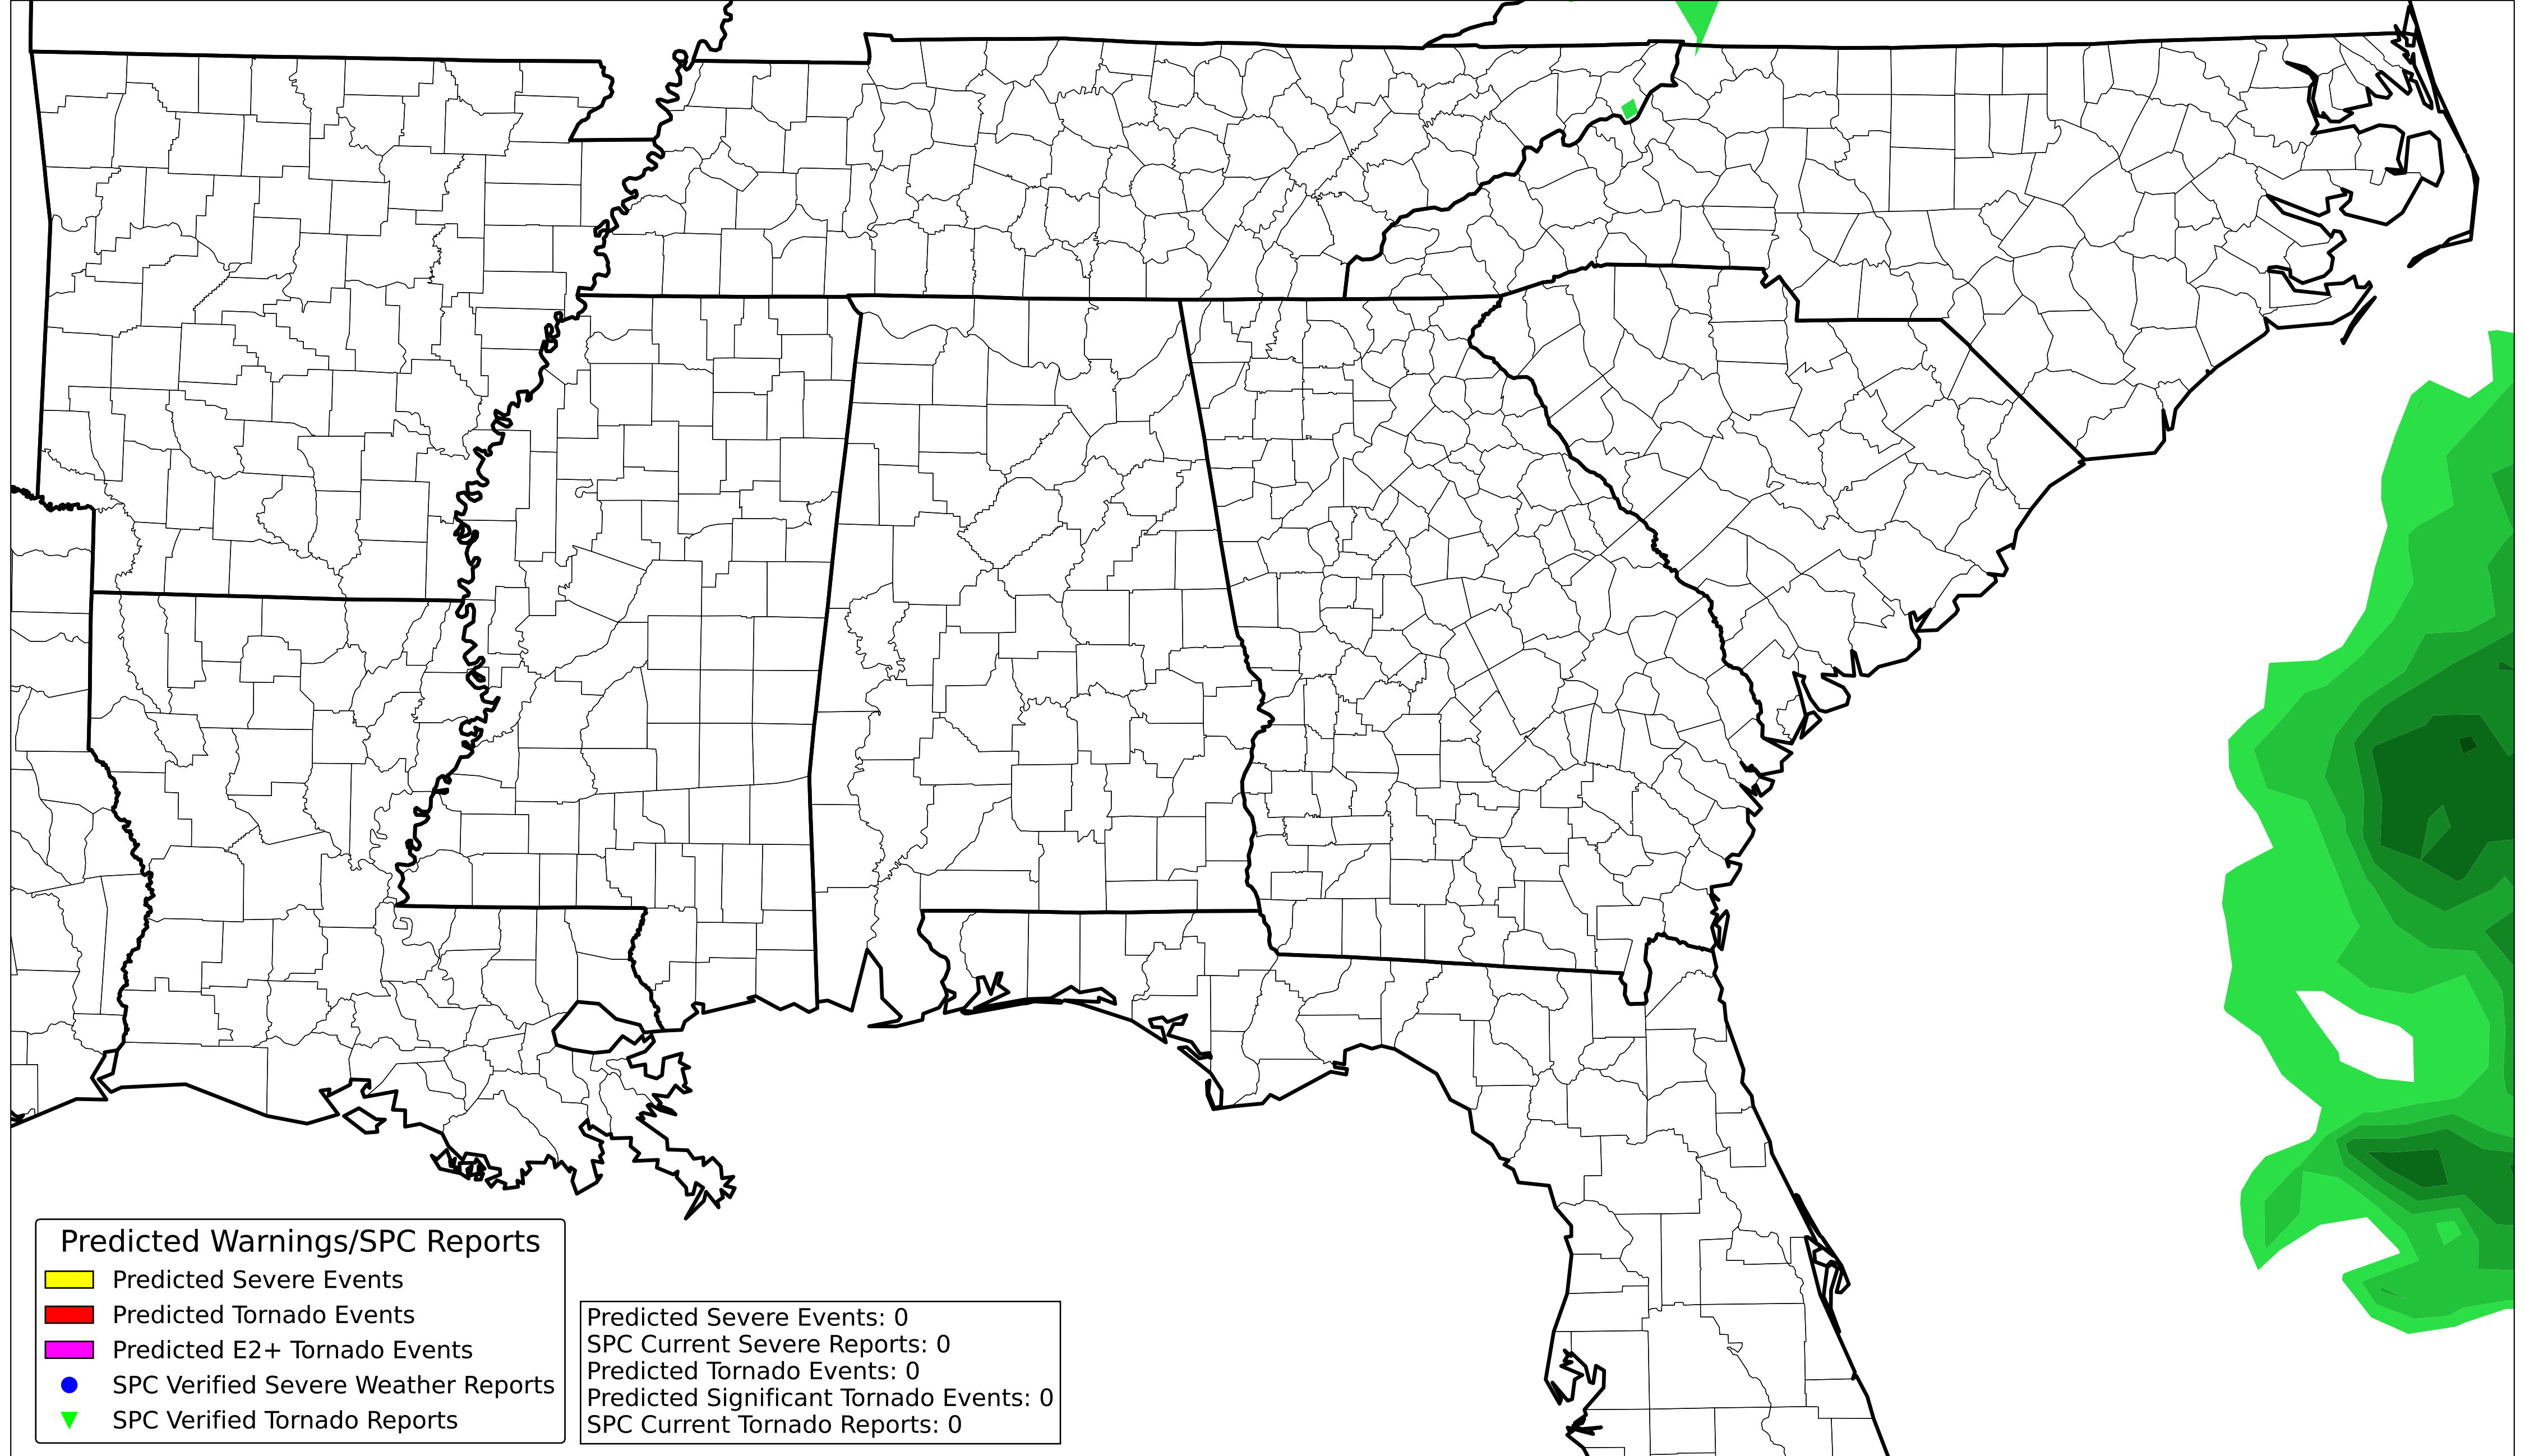 Predicted Warnings/SPC Reports
Predicted Severe Events
Predicted Tornado Events
Predicted E2+ Tornado Events
SPC Verified Severe Weather Reports
SPC Verified Tornado Reports
Predicted Severe Events: 0
SPC Current Severe Reports: 0
Predicted Tornado Events: 0
Predicted Significant Tornado Events: 0
SPC Current Tornado Reports: 0